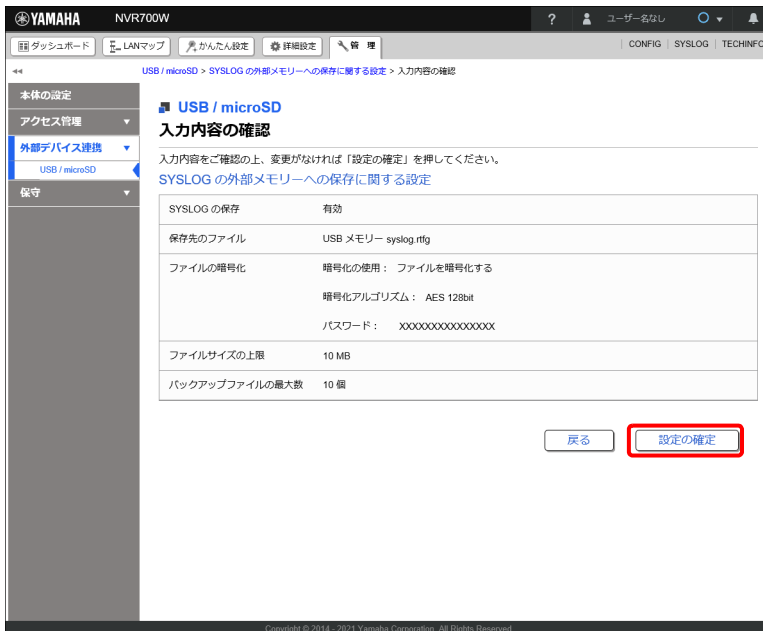 YAMAHA NVR700W ? ユーザー名なし
ダッシュボード LANマップ かんたん設定 詳細設定 管 理 CONFIG SYSLOG TECHINFO
USB / microSD > SYSLOG の外部メモリーへの保存に関する設定 > 入力内容の確認
本体の設定
アクセス管理
外部デバイス連携
USB / microSD
保守
USB / microSD
入力内容の確認
入力内容をご確認の上、変更がなければ「設定の確定」を押してください。
SYSLOG の外部メモリーへの保存に関する設定
SYSLOG の保存 有効
保存先のファイル USB メモリー syslog.rtfg
ファイルの暗号化 暗号化の使用： ファイルを暗号化する
暗号化アルゴリズム： AES 128bit
パスワード： XXXXXXXXXXXXXXX
ファイルサイズの上限 10 MB
バックアップファイルの最大数 10 個
戻る 設定の確定
Copyright © 2014 - 2021 Yamaha Corporation. All Rights Reserved.